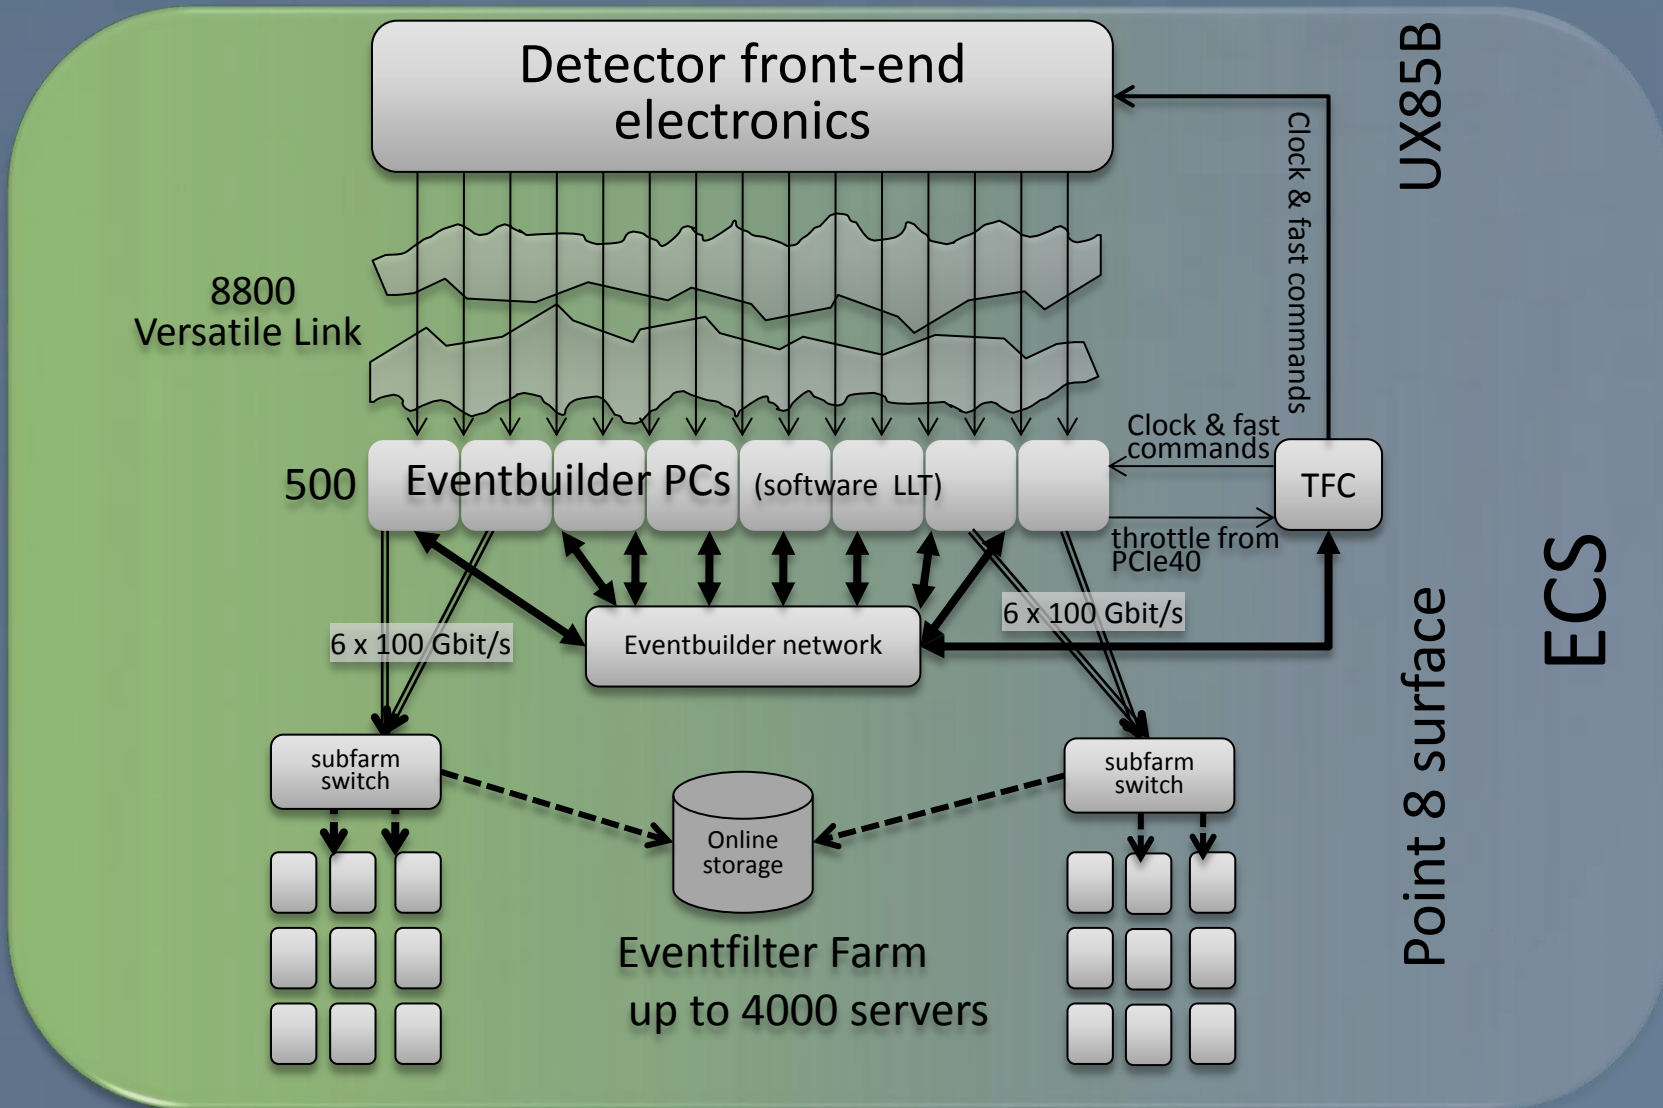 Detector front-end
electronics
UX85B
Clock & fast commands
8800
Versatile Link
Clock & fast
commands
500
Eventbuilder PCs (software LLT)
TFC
throttle from
PCIe40
ECS
6 x 100 Gbit/s
6 x 100 Gbit/s
Eventbuilder network
Point 8 surface
subfarm
switch
subfarm
switch
Online
storage
Eventfilter Farm
up to 4000 servers